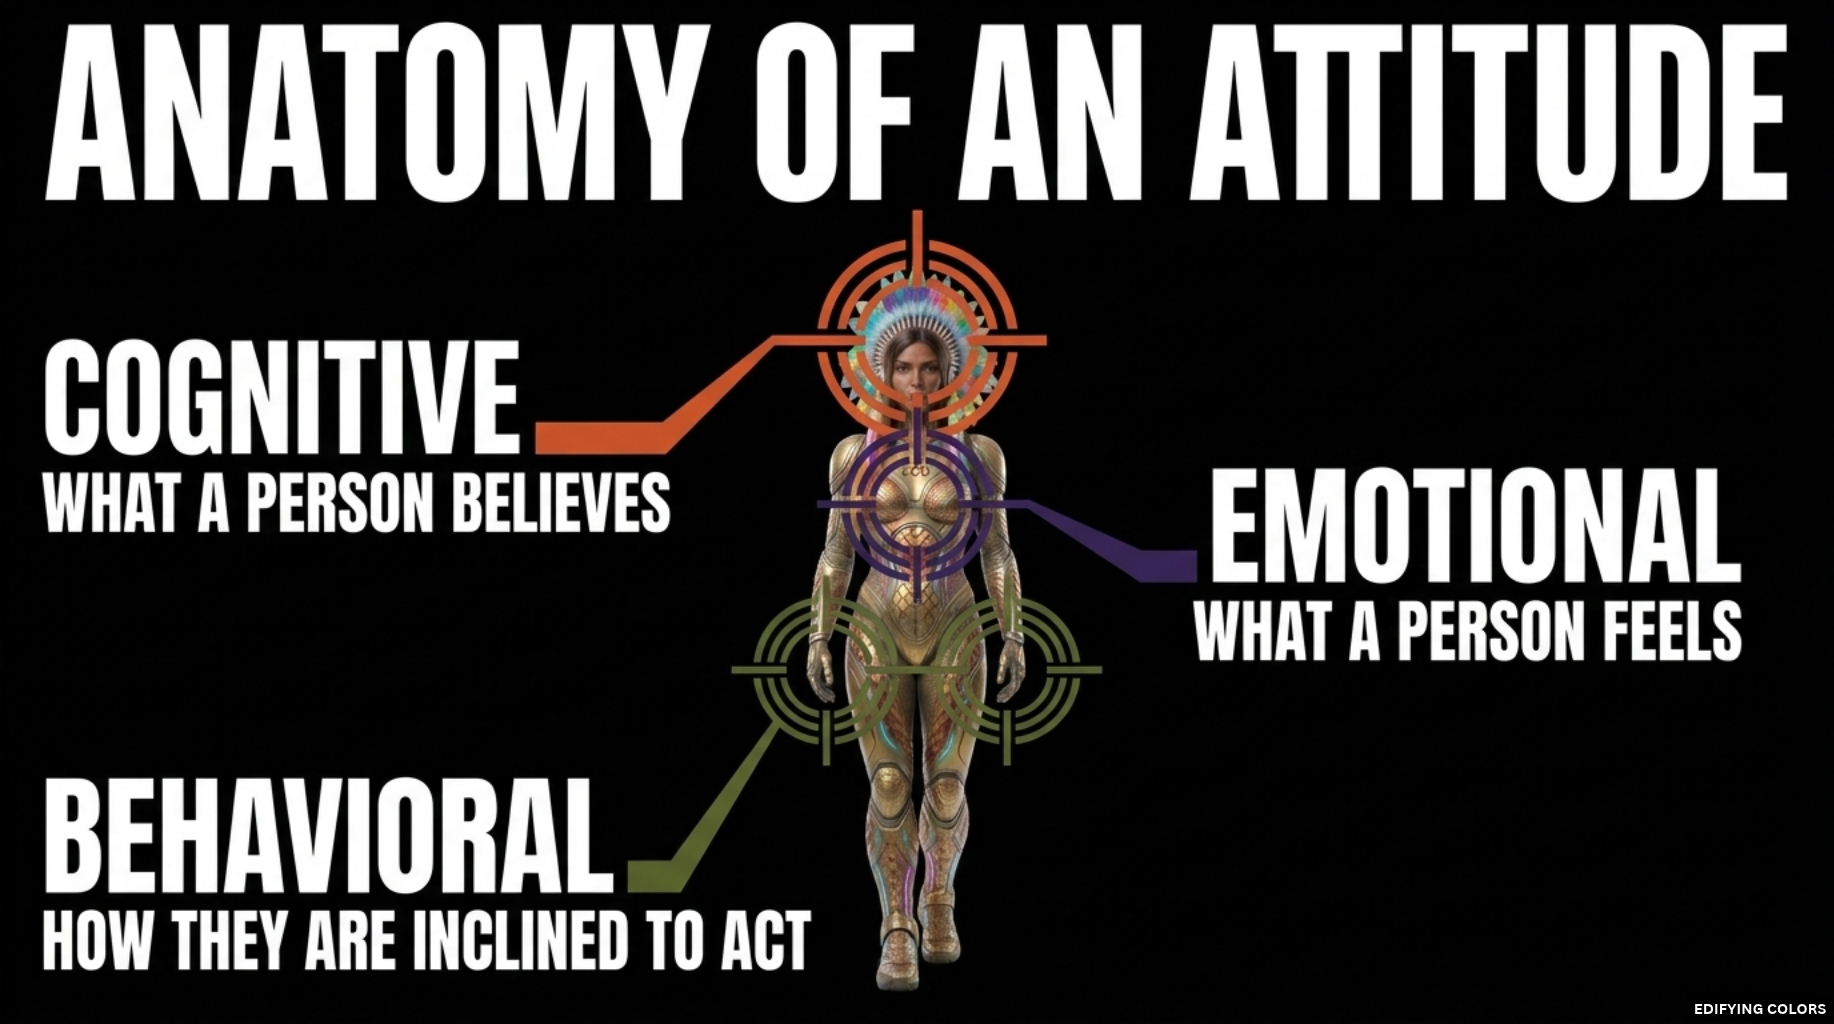 ANATOMY OF AN ATTITUDE
COGNITIVE
WHAT A PERSON BELIEVES
EMOTIONAL
WHAT A PERSON FEELS
BEHAVIORAL
HOW THEY ARE INCLINED TO ACT
EDIFYING COLORS